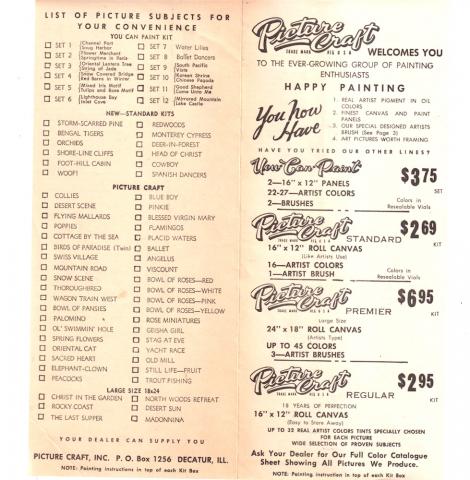 LIST OF PICTURE SUBJECTS FOR
YOUR CONVENIENCE
YOU CAN PAINT KIT
SET 1 Channel Port
Snug Harbor
SET 2 Flower Merchant
Springtime in Paris
SET 3 Oriental Lantern Tree
Sitting of Jade
SET 4 Snow Covered Bridge
Red Barns in Winter
SET 5 Mixed Iris Motif
Tulips and Rose Motif
SET 6 Lighthouse Bay
Inlet Cove
SET 7 Water Lilies
SET 8 Ballet Dancers
SET 9 South Pacific
Vista
SET 10 Korean Shrine
Chinese Pagoda
SET 11 Good Shepherd
Come Unto Me
SET 12 Mirrored Mountain
Lake Castle
NEW—STANDARD KITS
STORM-SCARRED PINE
BENGAL TIGERS
ORCHIDS
SHORE-LINE CLIFFS
FOOT-HILL CABIN
WOOF!
REDWOODS
MONTEREY CYPRESS
DEER-IN-FOREST
HEAD OF CHRIST
COWBOY
SPANISH DANCERS
PICTURE CRAFT
COLLIES
DESERT SCENE
FLYING MALLARDS
POPPIES
COTTAGE BY THE SEA
BIRDS OF PARADISE (Twin)
SWISS VILLAGE
MOUNTAIN ROAD
SNOW SCENE
THOROUGHBRED
WAGON TRAIN WEST
BOWL OF PANSIES
PALOMINO
OL' SWIMMIN' HOLE
SPRING FLOWERS
ORIENTAL CAT
SACRED HEART
ELEPHANT-CLOWN
PEACOCKS
BLUE BOY
PINKIE
BLESSED VIRGIN MARY
FLAMINGOS
PLACID WATERS
BALLET
ANGELUS
VISCOUNT
BOWL OF ROSES—RED
BOWL OF ROSES—WHITE
BOWL OF ROSES—PINK
BOWL OF ROSES—YELLOW
ROSE MINIATURES
GEISHA GIRL
STAG AT EVE
YACHT RACE
OLD MILL
STILL LIFE—FRUIT
TROUT FISHING
LARGE SIZE 18x24
CHRIST IN THE GARDEN
ROCKY COAST
THE LAST SUPPER
NORTH WOODS RETREAT
DESERT SUN
MADONNA
YOUR DEALER CAN SUPPLY YOU
PICTURE CRAFT, INC. P. O. Box 1256 DECATUR, ILL.
NOTE: Painting instructions in top of each Kit Box
Picture Craft
TRADE MARK REG U S A
WELCOMES YOU
TO THE EVER-GROWING GROUP OF PAINTING
ENTHUSIASTS
HAPPY PAINTING
You now Have
1. REAL ARTIST PIGMENT IN OIL
COLORS
2. FINEST CANVAS AND PAINT
PANELS
3. OUR SPECIAL DESIGNED ARTISTS
BRUSH (See Page 3)
4. ART PICTURES WORTH FRAMING
HAVE YOU TRIED OUR OTHER LINES?
You Can Paint
2—16" x 12" PANELS
22-27—ARTIST COLORS
2—BRUSHES
$3.75
SET
Colors in
Resealable Vials
Picture Craft
TRADE MARK REG U S A
STANDARD
$2.69
KIT
16" x 12" ROLL CANVAS
(Like Artists Use)
16—ARTIST COLORS
1—ARTIST BRUSH
Colors in
Resealable Vials
Picture Craft
TRADE MARK REG U S A
PREMIER
$6.95
KIT
Large Size
24" x 18" ROLL CANVAS
(Artists Type)
UP TO 45 COLORS
3—ARTIST BRUSHES
Picture Craft
TRADE MARK REG U S A
REGULAR
$2.95
KIT
18 YEARS OF PERFECTION
16" x 12" ROLL CANVAS
(Easy to Store Away)
UP TO 32 REAL ARTIST COLORS TINTS SPECIALLY CHOSEN
FOR EACH PICTURE
WIDE SELECTION OF PROVEN SUBJECTS
Ask Your Dealer for Our Full Color Catalogue
Sheet Showing All Pictures We Produce.
NOTE: Painting instructions in top of each Kit Box